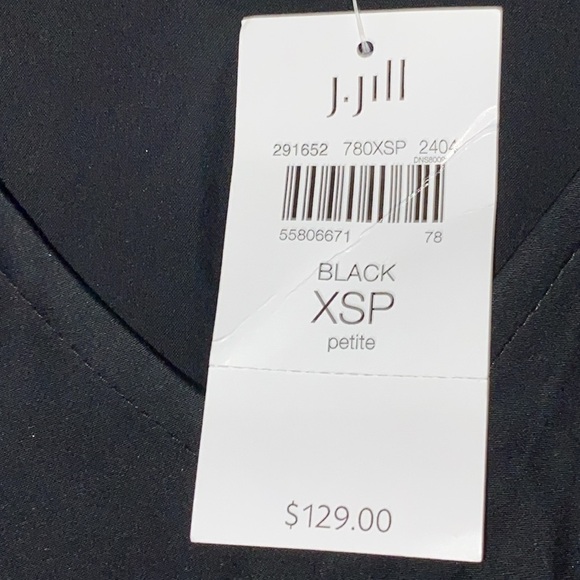 J.Jill
291652 780XSP 2404
55806671 78
BLACK
XSP
petite
$129.00